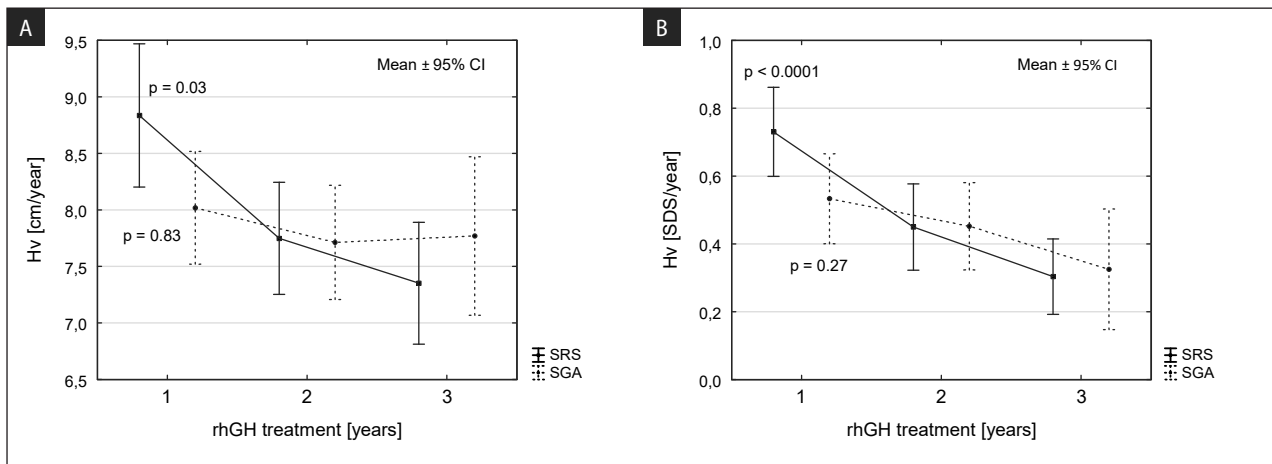 A
9,5
9,0
8,5
8,0
7,5
7,0
6,5
Hv [cm/year]
Mean ± 95% CI
p = 0.03
p = 0.83
1 2 3
rhGH treatment [years]
SRS
SGA
B
1,0
0,8
0,6
0,4
0,2
0,0
Hv [SDS/year]
Mean ± 95% CI
p < 0.0001
p = 0.27
1 2 3
rhGH treatment [years]
SRS
SGA